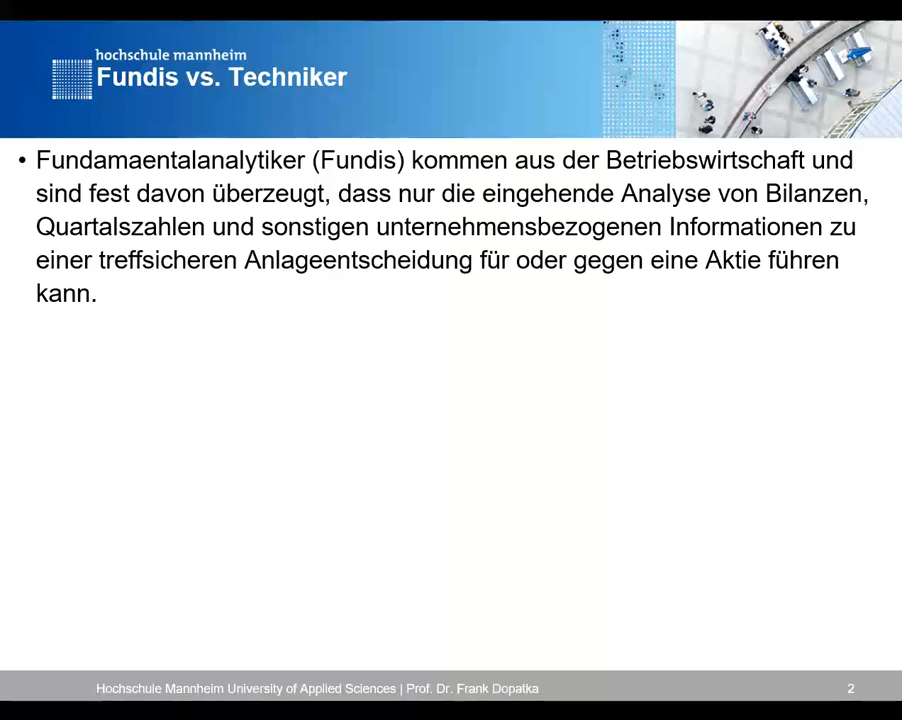 hochschule mannheim
Fundis vs. Techniker
• Fundamaentalanalytiker (Fundis) kommen aus der Betriebswirtschaft und
sind fest davon überzeugt, dass nur die eingehende Analyse von Bilanzen,
Quartalszahlen und sonstigen unternehmensbezogenen Informationen zu
einer treffsicheren Anlageentscheidung für oder gegen eine Aktie führen
kann.
Hochschule Mannheim University of Applied Sciences | Prof. Dr. Frank Dopatka 2